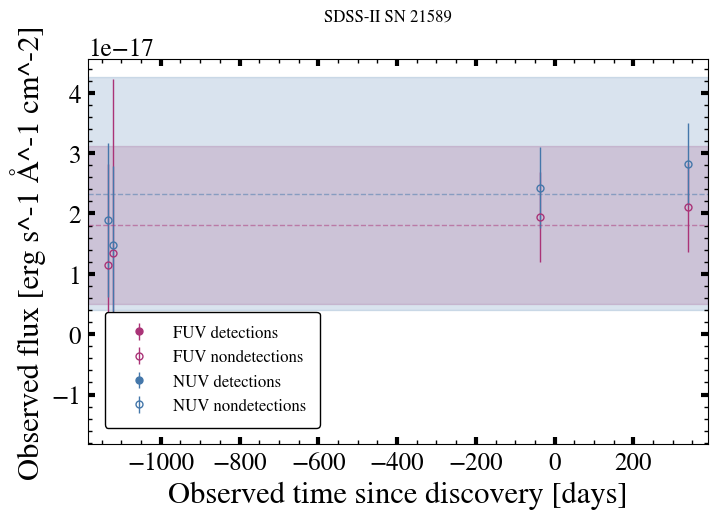 SDSS-II SN 21589
1e−17
Observed flux [erg s^-1 Å^-1 cm^-2]
4
3
2
1
0
−1
FUV detections
FUV nondetections
NUV detections
NUV nondetections
−1000 −800 −600 −400 −200 0 200
Observed time since discovery [days]